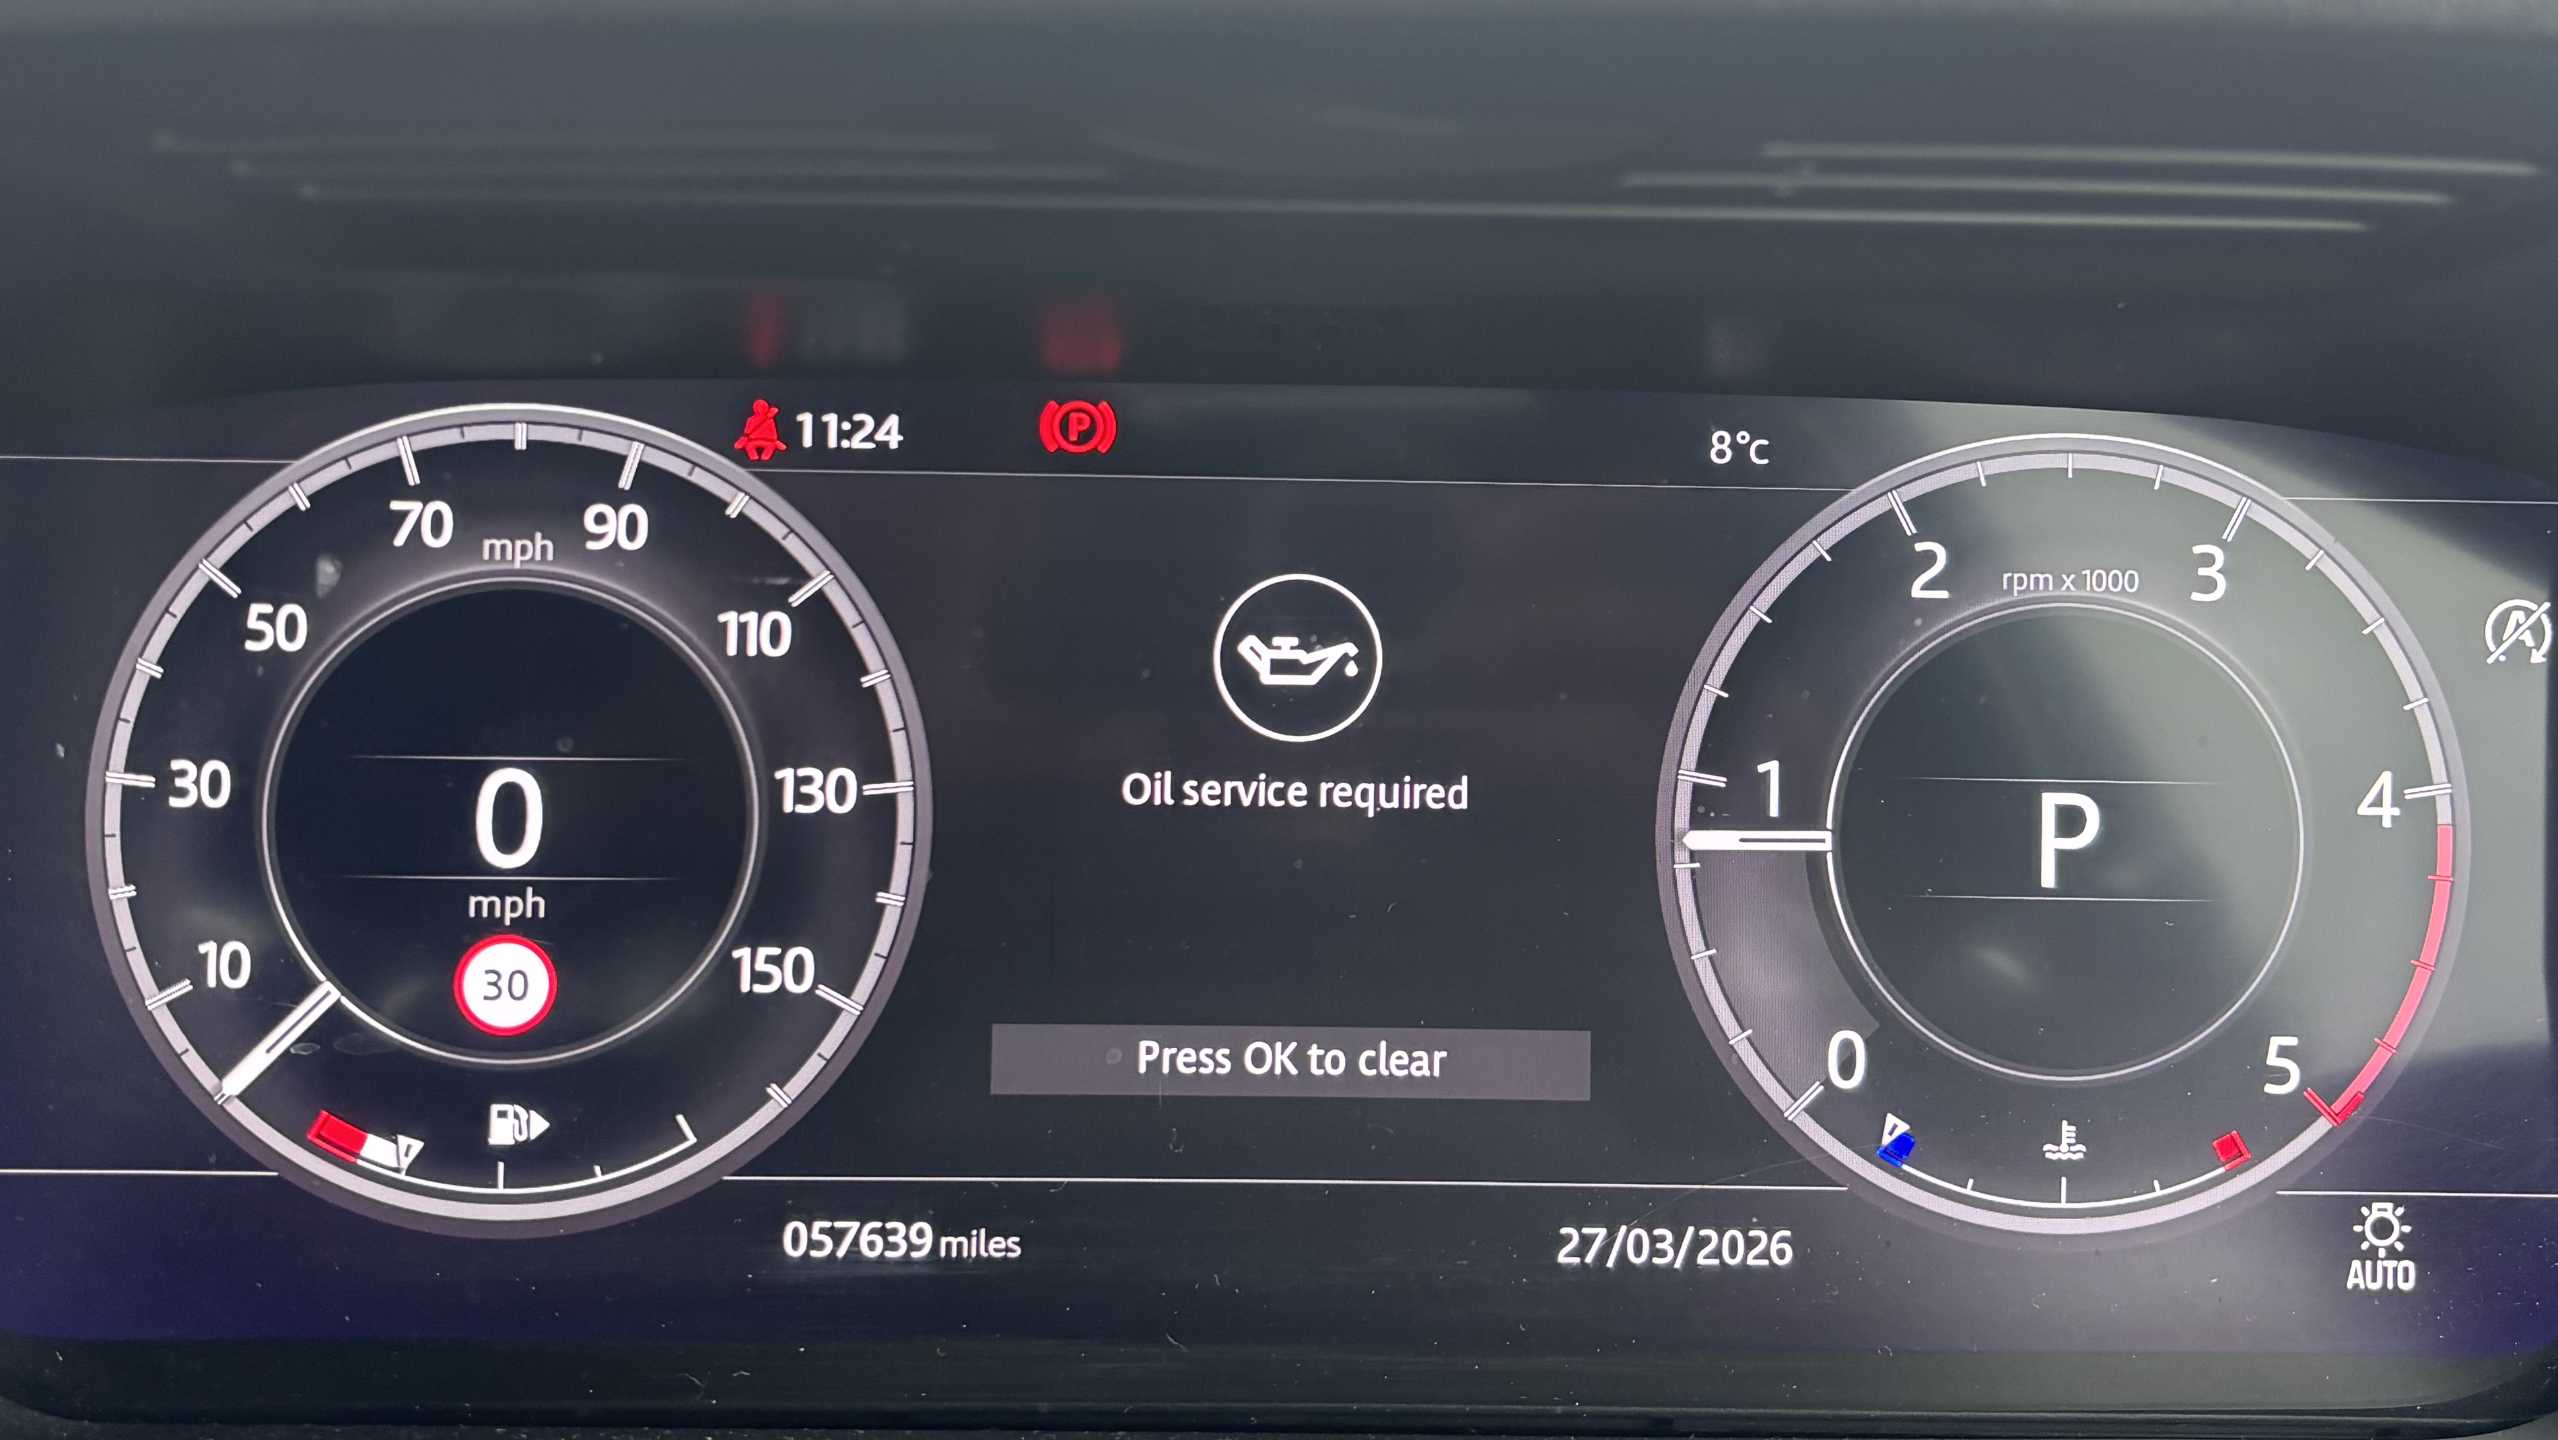 11:24
8°C
70
mph
90
50
110
30
130
0
mph
10
150
30
Oil service required
Press OK to clear
2
rpm x 1000
3
1
4
P
0
5
057639 miles
27/03/2026
AUTO